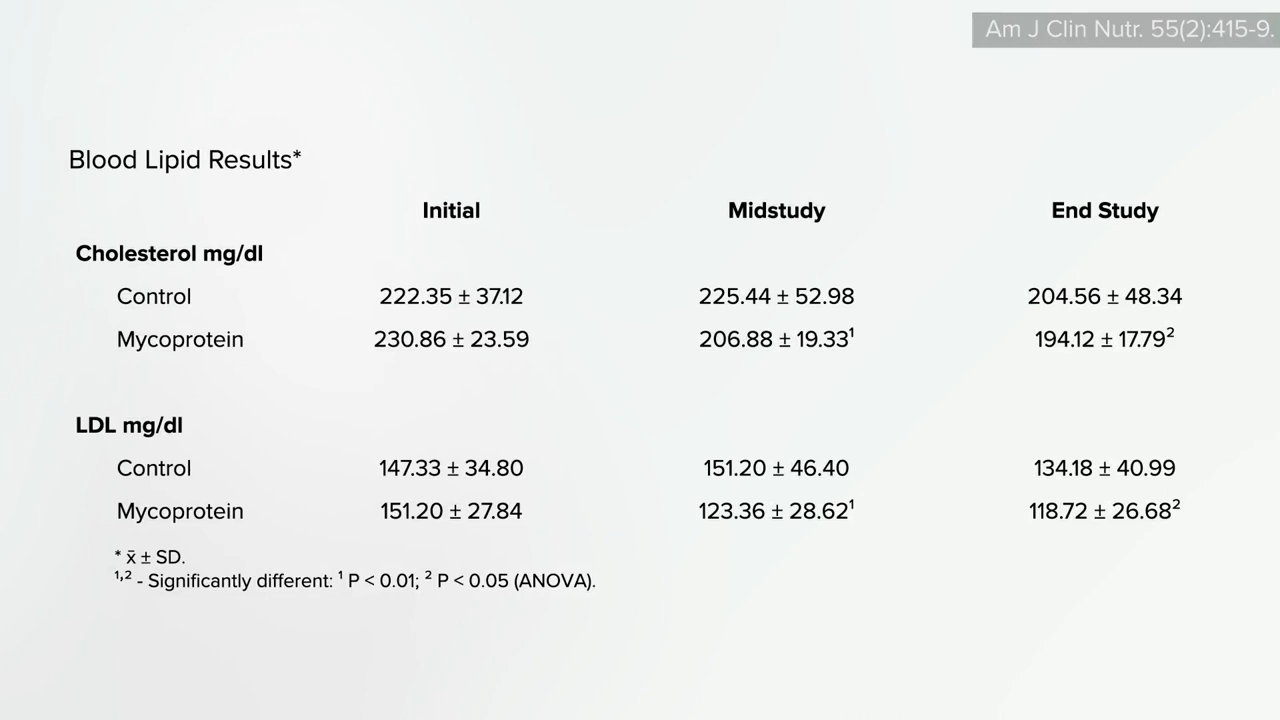 Am J Clin Nutr. 55(2):415-9.
Blood Lipid Results*
Initial Midstudy End Study
Cholesterol mg/dl
Control 222.35 ± 37.12 225.44 ± 52.98 204.56 ± 48.34
Mycoprotein 230.86 ± 23.59 206.88 ± 19.33¹ 194.12 ± 17.79²
LDL mg/dl
Control 147.33 ± 34.80 151.20 ± 46.40 134.18 ± 40.99
Mycoprotein 151.20 ± 27.84 123.36 ± 28.62¹ 118.72 ± 26.68²
* x̄ ± SD.
¹,² - Significantly different: ¹ P < 0.01; ² P < 0.05 (ANOVA).